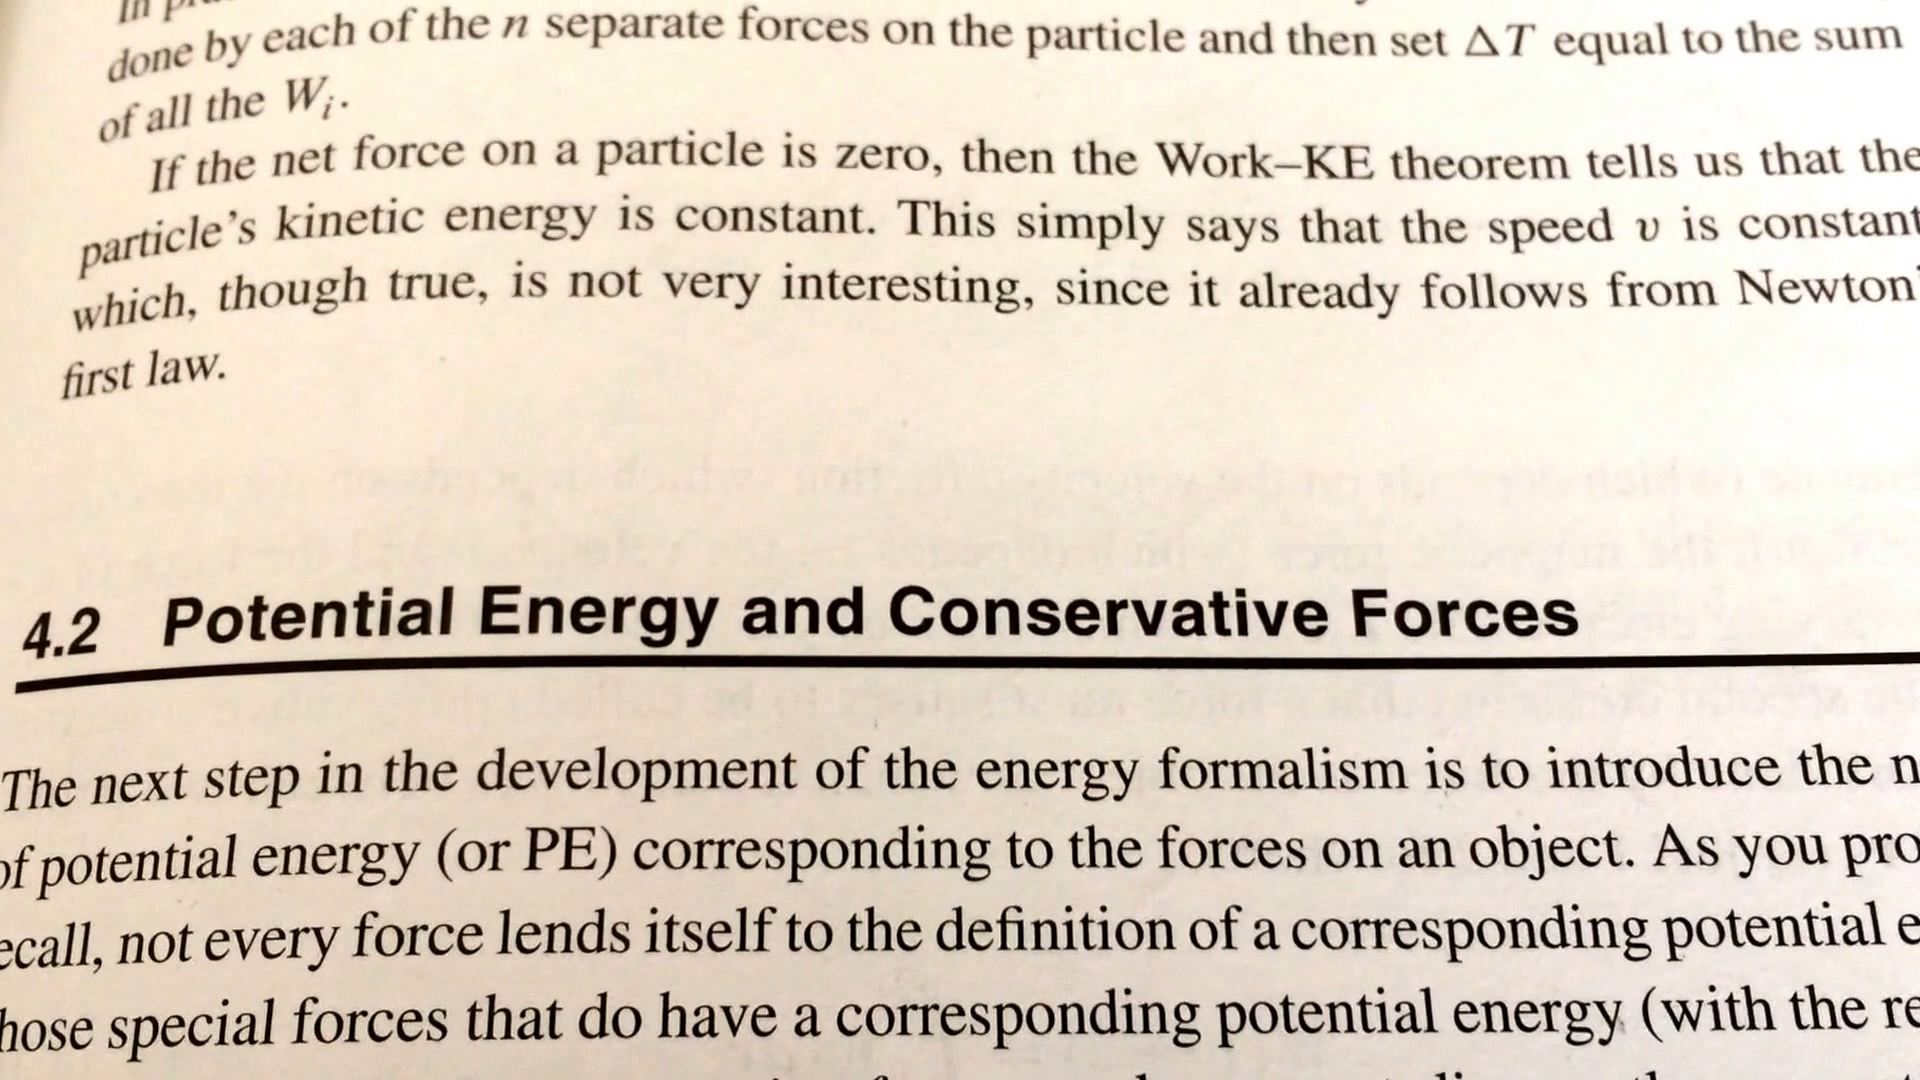 done by each of the n separate forces on the particle and then set ΔT equal to the sum
of all the Wi.
If the net force on a particle is zero, then the Work–KE theorem tells us that the
particle's kinetic energy is constant. This simply says that the speed v is constant
which, though true, is not very interesting, since it already follows from Newton'
first law.
4.2 Potential Energy and Conservative Forces
The next step in the development of the energy formalism is to introduce the n
of potential energy (or PE) corresponding to the forces on an object. As you pro
ecall, not every force lends itself to the definition of a corresponding potential e
hose special forces that do have a corresponding potential energy (with the re